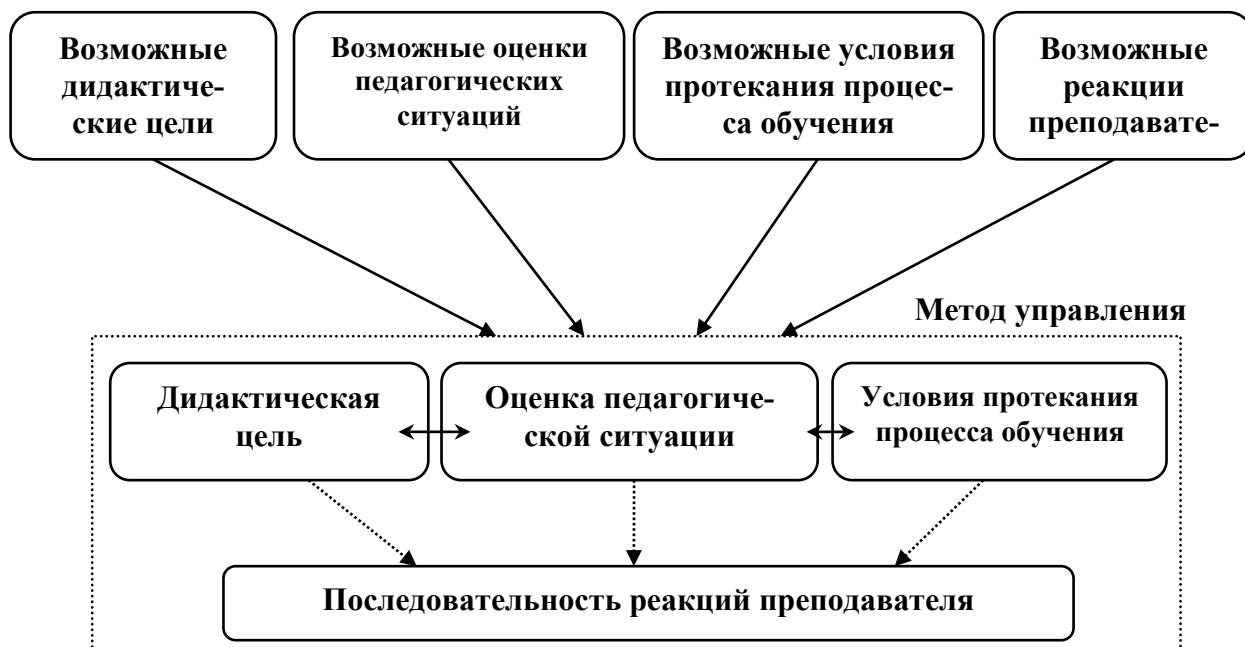 Возможные
дидактиче-
ские цели
Возможные оценки
педагогических
ситуаций
Возможные условия
протекания процес-
са обучения
Возможные
реакции
преподавате-
Метод управления
Дидактическая
цель
Оценка педагогиче-
ской ситуации
Условия протекания
процесса обучения
Последовательность реакций преподавателя